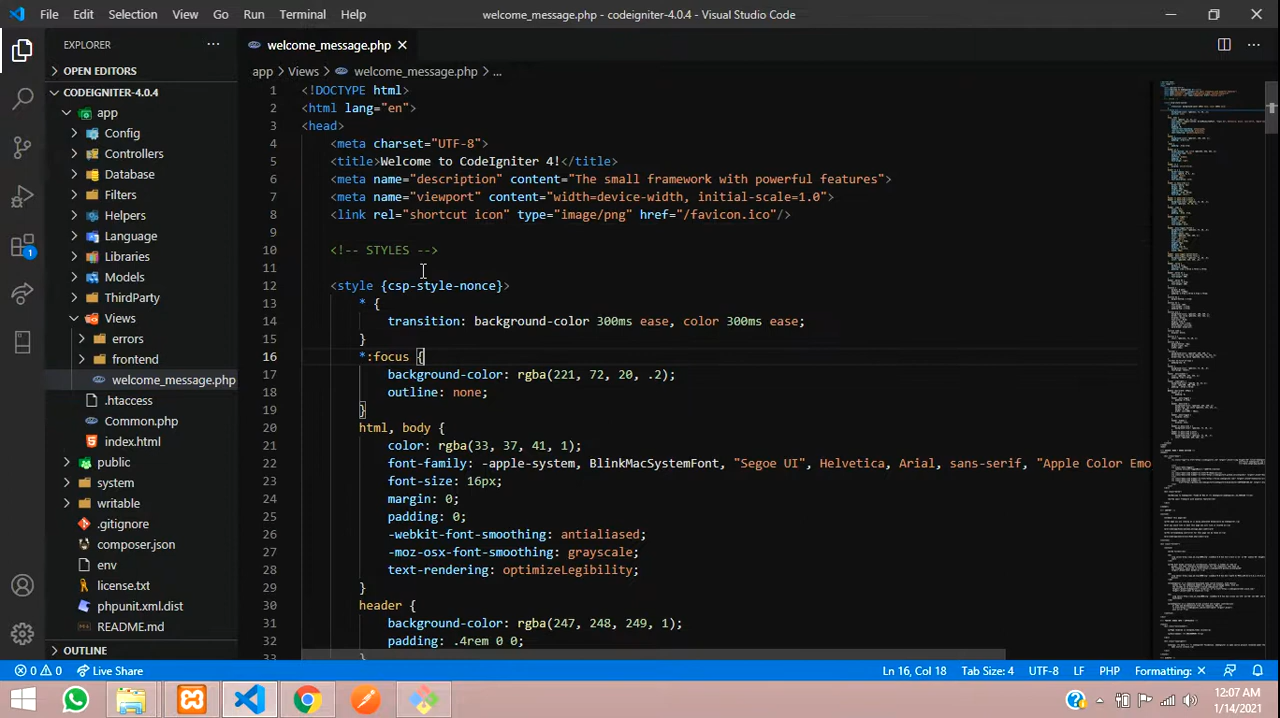 File Edit Selection View Go Run Terminal Help
welcome_message.php - codeigniter-4.0.4 - Visual Studio Code
EXPLORER
OPEN EDITORS
CODEIGNITER-4.0.4
app
Config
Controllers
Database
Filters
Helpers
Language
Libraries
Models
ThirdParty
Views
errors
frontend
welcome_message.php
.htaccess
Common.php
index.html
public
system
writable
.gitignore
composer.json
env
license.txt
phpunit.xml.dist
README.md
OUTLINE
1
welcome_message.php
app > Views > welcome_message.php > ...
1 <!DOCTYPE html>
2 <html lang="en">
3 <head>
4 <meta charset="UTF-8">
5 <title>Welcome to CodeIgniter 4!</title>
6 <meta name="description" content="The small framework with powerful features">
7 <meta name="viewport" content="width=device-width, initial-scale=1.0">
8 <link rel="shortcut icon" type="image/png" href="/favicon.ico"/>
9
10 <!-- STYLES -->
11
12 <style {csp-style-nonce}>
13 * {
14 transition: background-color 300ms ease, color 300ms ease;
15 }
16 *:focus {
17 background-color: rgba(221, 72, 20, .2);
18 outline: none;
19 }
20 html, body {
21 color: rgba(33, 37, 41, 1);
22 font-family: -apple-system, BlinkMacSystemFont, "Segoe UI", Helvetica, Arial, sans-serif, "Apple Color Emo
23 font-size: 16px;
24 margin: 0;
25 padding: 0;
26 -webkit-font-smoothing: antialiased;
27 -moz-osx-font-smoothing: grayscale;
28 text-rendering: optimizeLegibility;
29 }
30 header {
31 background-color: rgba(247, 248, 249, 1);
32 padding:
33 }
0 0 Live Share
Ln 16, Col 18 Tab Size: 4 UTF-8 LF PHP Formatting: ×
12:07 AM
1/14/2021